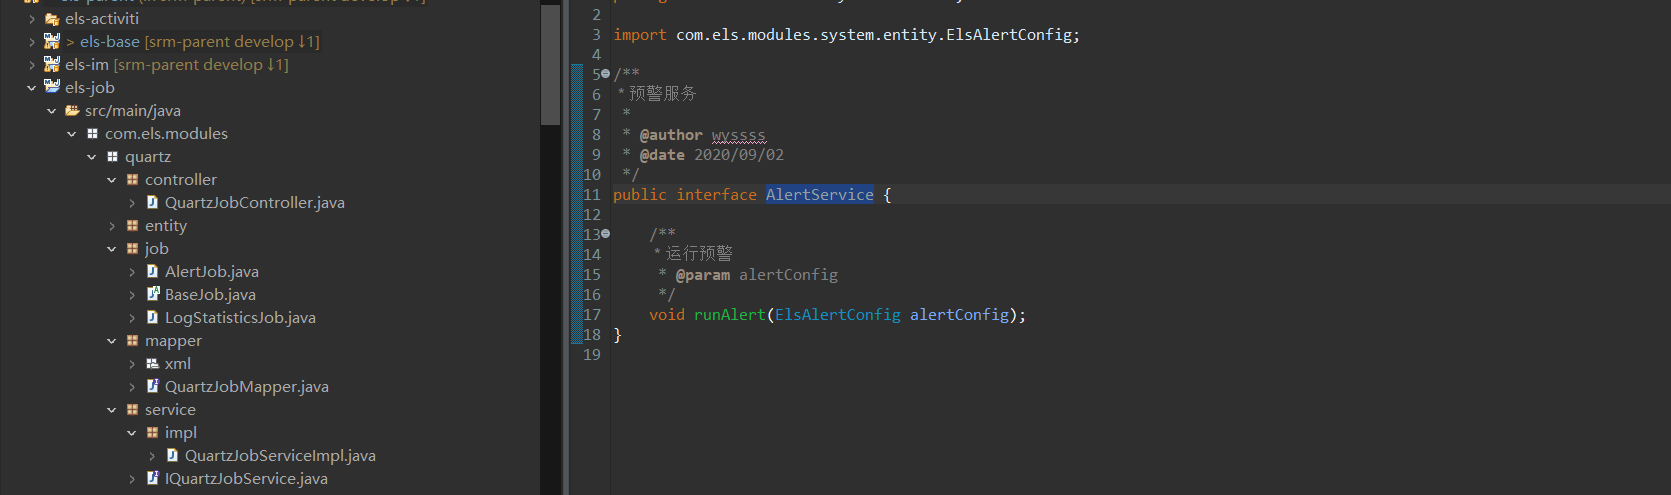 els-activiti
> els-base [srm-parent develop ↓1]
els-im [srm-parent develop ↓1]
els-job
src/main/java
com.els.modules
quartz
controller
QuartzJobController.java
entity
job
AlertJob.java
BaseJob.java
LogStatisticsJob.java
mapper
xml
QuartzJobMapper.java
service
impl
QuartzJobServiceImpl.java
IQuartzJobService.java
2
3 import com.els.modules.system.entity.ElsAlertConfig;
4
5 /**
6 * 预警服务
7 *
8 * @author wyssss
9 * @date 2020/09/02
10 */
11 public interface AlertService {
12
13 /**
14 * 运行预警
15 * @param alertConfig
16 */
17 void runAlert(ElsAlertConfig alertConfig);
18 }
19